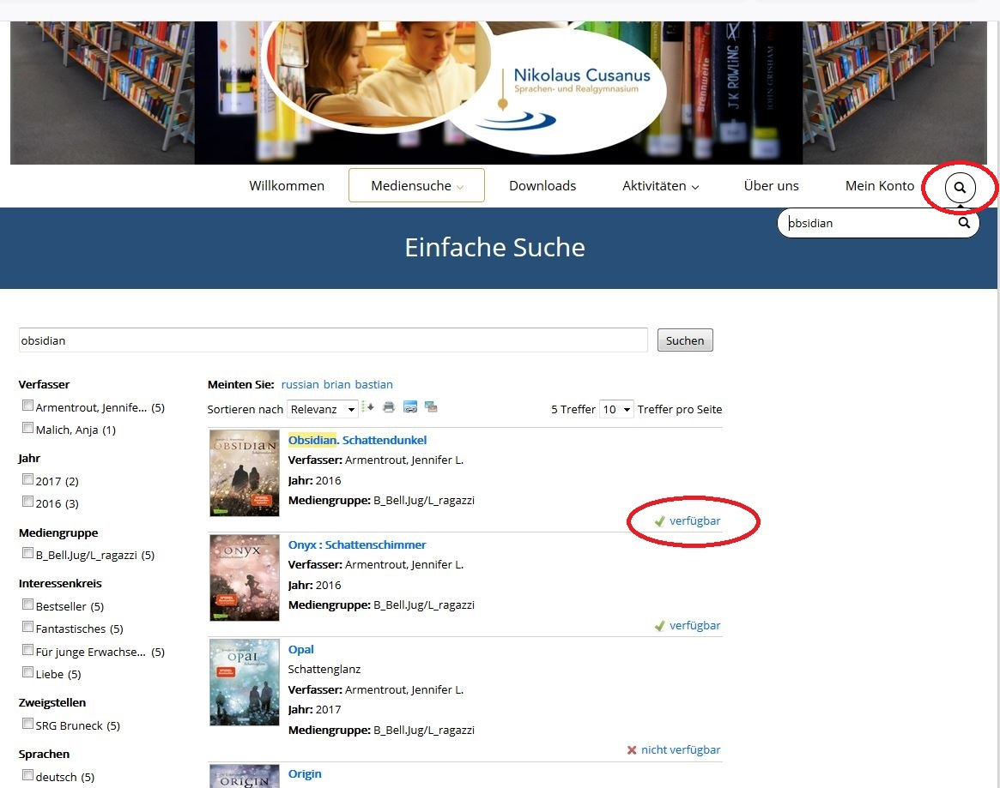 Brennweite
J K ROWLING
JOHN GRISHAM
Nikolaus Cusanus
Sprachen- und Realgymnasium
Willkommen
Mediensuche
Downloads
Aktivitäten
Über uns
Mein Konto
obsidian
Einfache Suche
obsidian
Suchen
Verfasser
Armentrout, Jennife... (5)
Malich, Anja (1)
Jahr
2017 (2)
2016 (3)
Mediengruppe
B_Bell.Jug/L_ragazzi (5)
Interessenkreis
Bestseller (5)
Fantastisches (5)
Für junge Erwachse... (5)
Liebe (5)
Zweigstellen
SRG Bruneck (5)
Sprachen
deutsch (5)
Meinten Sie: russian brian bastian
Sortieren nach Relevanz
5 Treffer 10 Treffer pro Seite
OBSIDIAN
Obsidian. Schattendunkel
Verfasser: Armentrout, Jennifer L.
Jahr: 2016
Mediengruppe: B_Bell.Jug/L_ragazzi
verfügbar
ONYX
Onyx : Schattenschimmer
Verfasser: Armentrout, Jennifer L.
Jahr: 2016
Mediengruppe: B_Bell.Jug/L_ragazzi
verfügbar
OPAL
Opal
Schattenglanz
Verfasser: Armentrout, Jennifer L.
Jahr: 2017
Mediengruppe: B_Bell.Jug/L_ragazzi
nicht verfügbar
ORIGIN
Origin